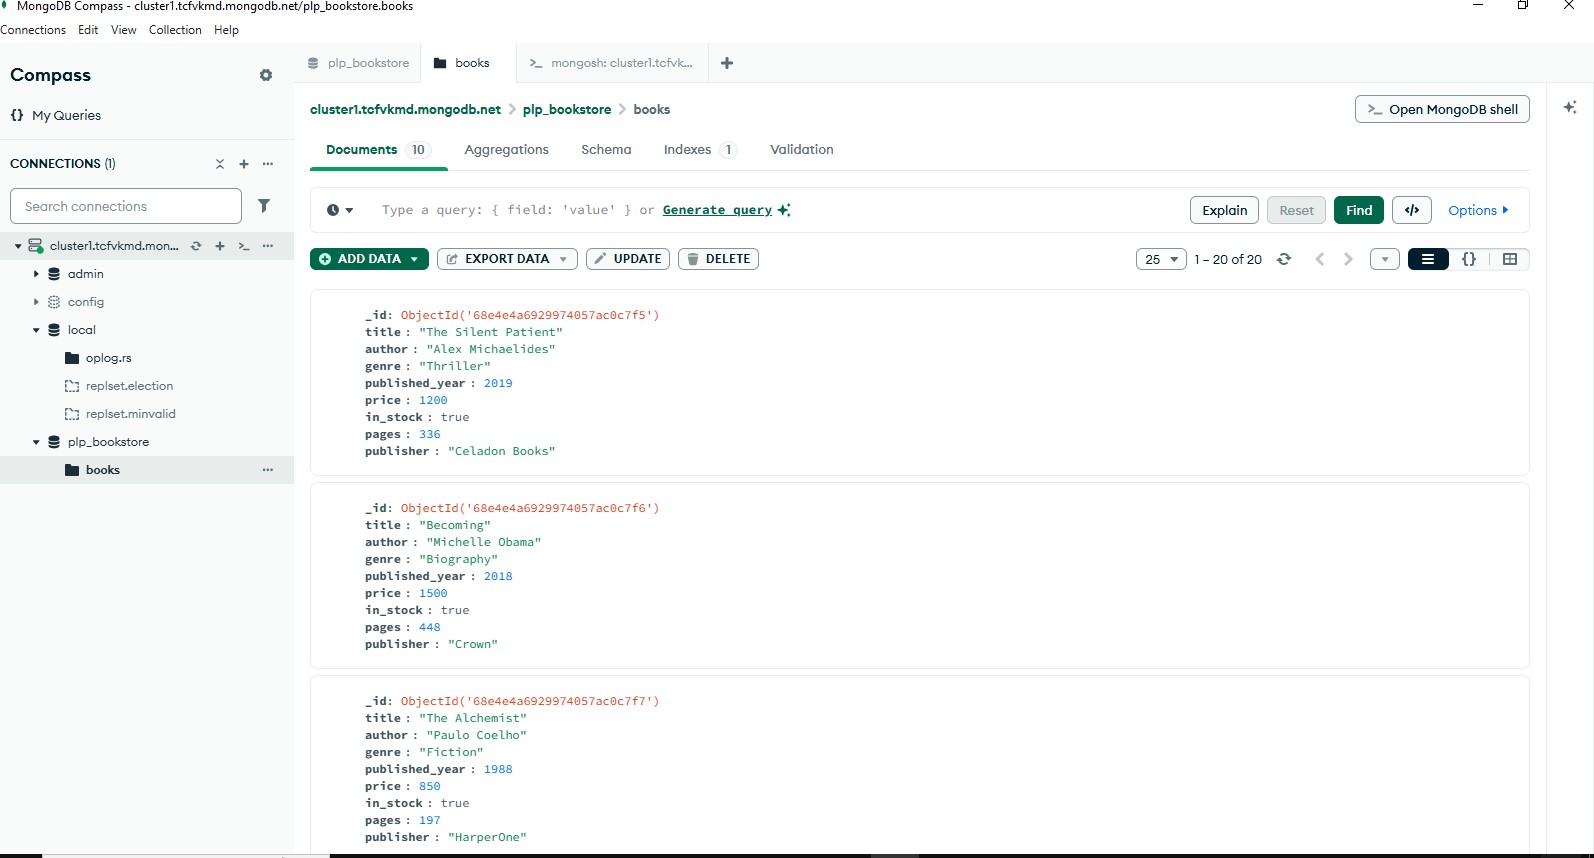 MongoDB Compass - cluster1.tcfvkmd.mongodb.net/plp_bookstore.books
Connections Edit View Collection Help
Compass
{} My Queries
CONNECTIONS (1)
Search connections
cluster1.tcfvkmd.mon...
admin
config
local
oplog.rs
replset.election
replset.minvalid
plp_bookstore
books
plp_bookstore
books
>_ mongosh: cluster1.tcfvk...
cluster1.tcfvkmd.mongodb.net > plp_bookstore > books
>_ Open MongoDB shell
Documents 10 Aggregations Schema Indexes 1 Validation
Type a query: { field: 'value' } or Generate query
Explain Reset Find </> Options
ADD DATA EXPORT DATA UPDATE DELETE
25 1 – 20 of 20 {}
_id: ObjectId('68e4e4a6929974057ac0c7f5')
title : "The Silent Patient"
author : "Alex Michaelides"
genre : "Thriller"
published_year : 2019
price : 1200
in_stock : true
pages : 336
publisher : "Celadon Books"
_id: ObjectId('68e4e4a6929974057ac0c7f6')
title : "Becoming"
author : "Michelle Obama"
genre : "Biography"
published_year : 2018
price : 1500
in_stock : true
pages : 448
publisher : "Crown"
_id: ObjectId('68e4e4a6929974057ac0c7f7')
title : "The Alchemist"
author : "Paulo Coelho"
genre : "Fiction"
published_year : 1988
price : 850
in_stock : true
pages : 197
publisher : "HarperOne"